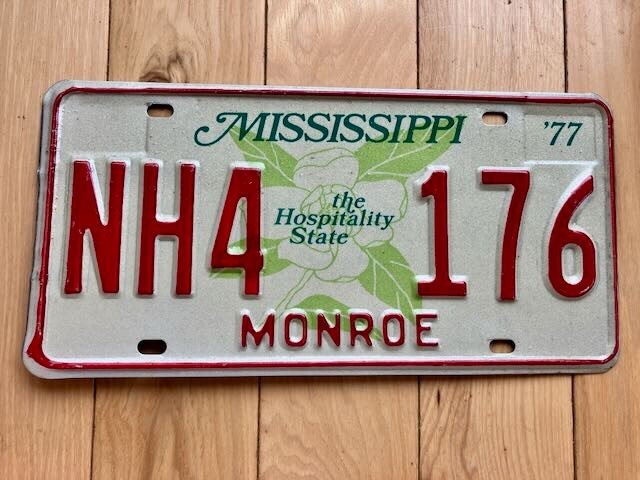 MISSISSIPPI '77
NH4 176
the
Hospitality
State
MONROE